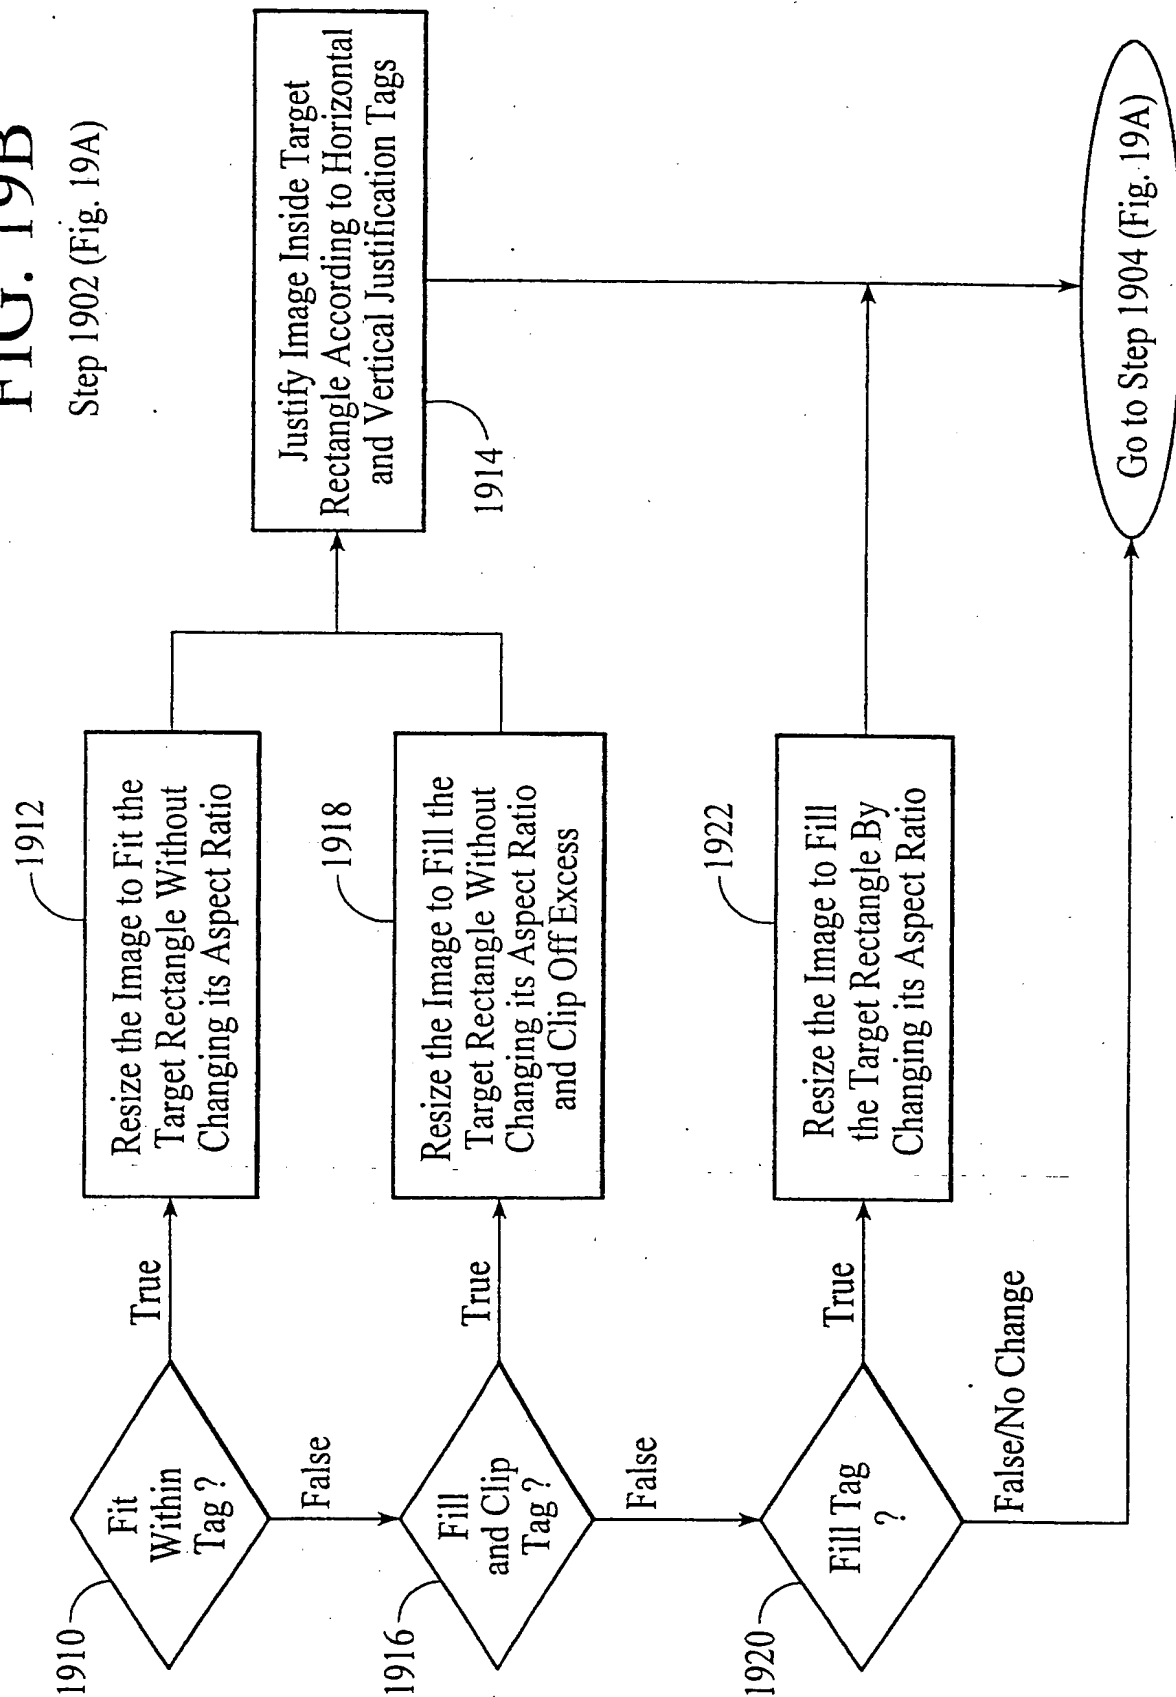 FIG. 19B
Step 1902 (Fig. 19A)
1910
Fit
Within
Tag ?
True
False
1912
Resize the Image to Fit the
Target Rectangle Without
Changing its Aspect Ratio
1914
Justify Image Inside Target
Rectangle According to Horizontal
and Vertical Justification Tags
1916
Fill
and Clip
Tag ?
True
False
1918
Resize the Image to Fill the
Target Rectangle Without
Changing its Aspect Ratio
and Clip Off Excess
1920
Fill Tag
?
True
False/No Change
1922
Resize the Image to Fill
the Target Rectangle By
Changing its Aspect Ratio
Go to Step 1904 (Fig. 19A)